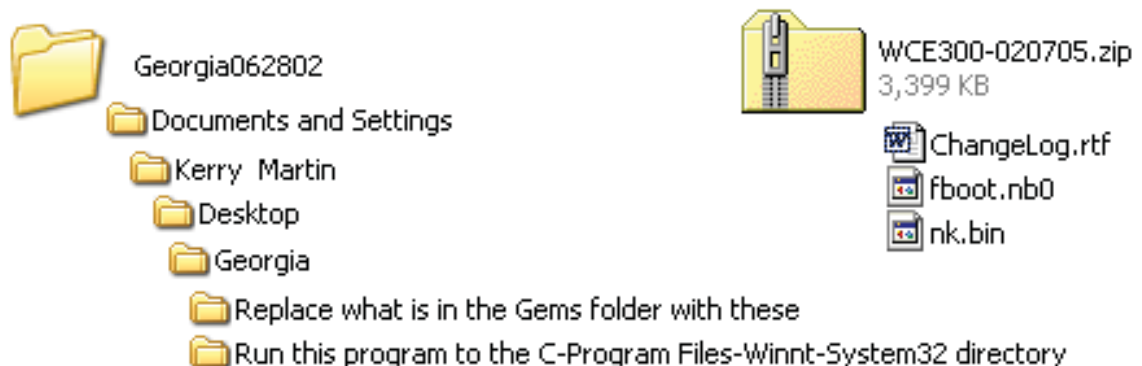 Georgia062802
Documents and Settings
Kerry Martin
Desktop
Georgia
Replace what is in the Gems folder with these
Run this program to the C-Program Files-Winnt-System32 directory
WCE300-020705.zip
3,399 KB
ChangeLog.rtf
fboot.nb0
nk.bin